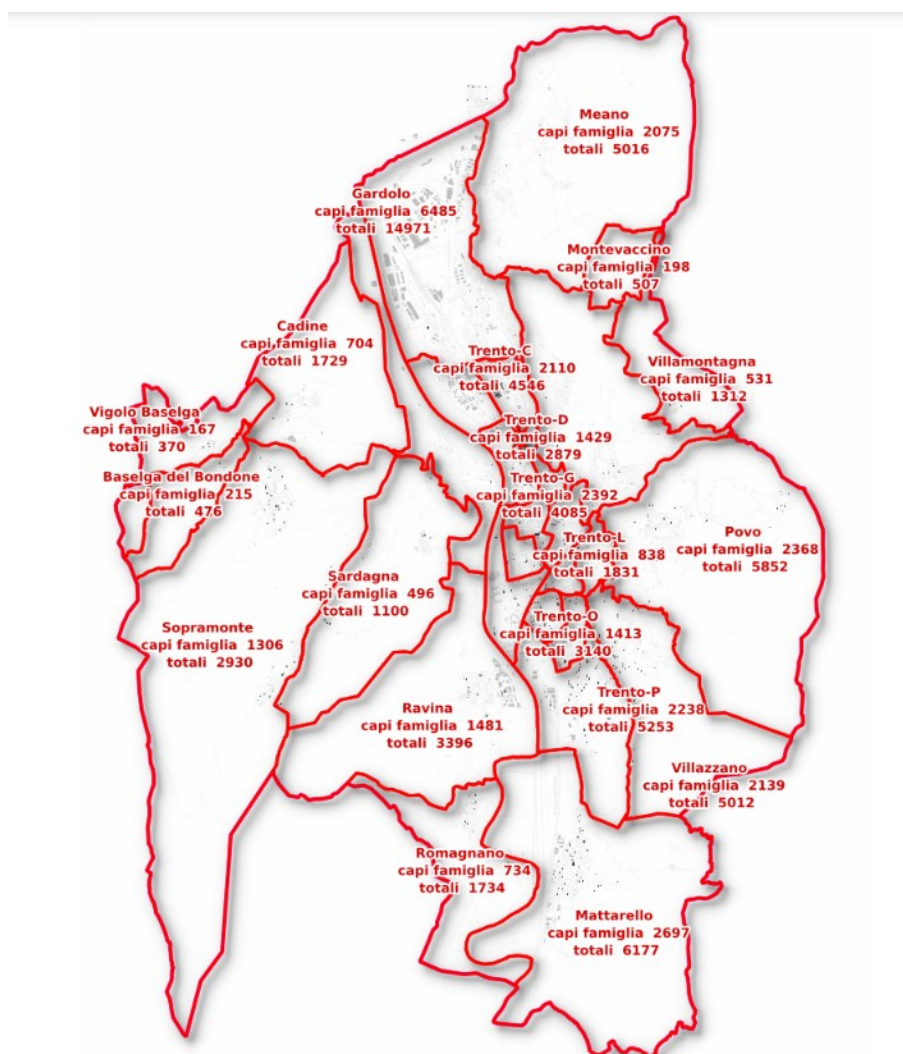 Meano
capi famiglia 2075
totali 5016
Gardolo
capi famiglia 6485
totali 14971
Montevaccino
capi famiglia 198
totali 507
Cadine
capi famiglia 704
totali 1729
Trento-C
capi famiglia 2110
totali 4546
Villamontagna
capi famiglia 531
totali 1312
Vigolo Baselga
capi famiglia 167
totali 370
Trento-D
capi famiglia 1429
totali 2879
Baselga del Bondone
capi famiglia 215
totali 476
Trento-G
capi famiglia 2392
totali 4085
Povo
capi famiglia 2368
totali 5852
Trento-L
capi famiglia 838
totali 1831
Sardagna
capi famiglia 496
totali 1100
Trento-O
capi famiglia 1413
totali 3140
Sopramonte
capi famiglia 1306
totali 2930
Trento-P
capi famiglia 2238
totali 5253
Ravina
capi famiglia 1481
totali 3396
Villazzano
capi famiglia 2139
totali 5012
Romagnano
capi famiglia 734
totali 1734
Mattarello
capi famiglia 2697
totali 6177